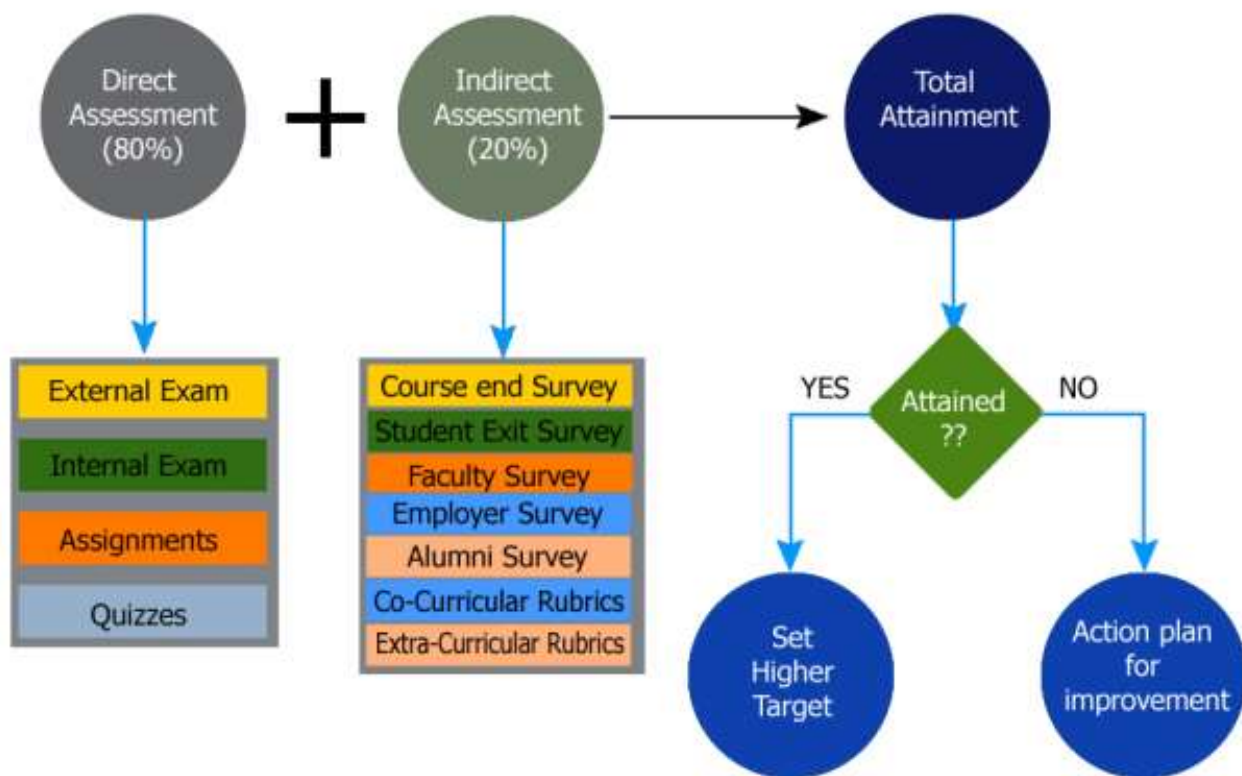 Direct
Assessment
(80%)
Indirect
Assessment
(20%)
Total
Attainment
External Exam
Internal Exam
Assignments
Quizzes
Course end Survey
Student Exit Survey
Faculty Survey
Employer Survey
Alumni Survey
Co-Curricular Rubrics
Extra-Curricular Rubrics
YES
Attained
??
NO
Set
Higher
Target
Action plan
for
improvement